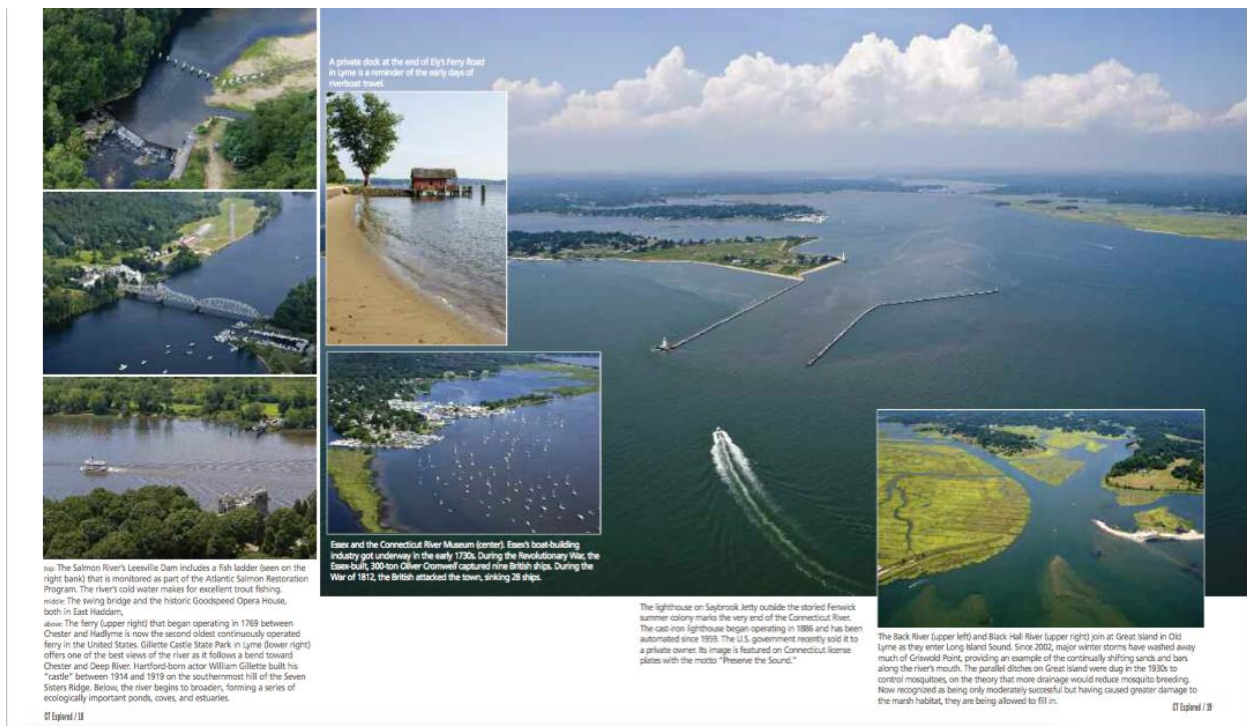 A private dock at the end of Ely's Ferry Road
in Lyme is a reminder of the early days of
riverboat travel.
Essex and the Connecticut River Museum (center). Essex's boat-building
industry got underway in the early 1730s. During the Revolutionary War, the
Essex-built, 300-ton Oliver Cromwell captured nine British ships. During the
War of 1812, the British attacked the town, sinking 28 ships.
top: The Salmon River's Leesville Dam includes a fish ladder (seen on the
right bank) that is monitored as part of the Atlantic Salmon Restoration
Program. The river's cold water makes for excellent trout fishing.
middle: The swing bridge and the historic Goodspeed Opera House,
both in East Haddam,
above: The ferry (upper right) that began operating in 1769 between
Chester and Hadlyme is now the second oldest continuously operated
ferry in the United States. Gillette Castle State Park in Lyme (lower right)
offers one of the best views of the river as it follows a bend toward
Chester and Deep River. Hartford-born actor William Gillette built his
"castle" between 1914 and 1919 on the southernmost hill of the Seven
Sisters Ridge. Below, the river begins to broaden, forming a series of
ecologically important ponds, coves, and estuaries.
CT Explored / 18
The lighthouse on Saybrook Jetty outside the storied Fenwick
summer colony marks the very end of the Connecticut River.
The cast-iron lighthouse began operating in 1886 and has been
automated since 1959. The U.S. government recently sold it to
a private owner. Its image is featured on Connecticut license
plates with the motto "Preserve the Sound."
The Back River (upper left) and Black Hall River (upper right) join at Great Island in Old
Lyme as they enter Long Island Sound. Since 2002, major winter storms have washed away
much of Griswold Point, providing an example of the continually shifting sands and bars
along the river's mouth. The parallel ditches on Great Island were dug in the 1930s to
control mosquitoes, on the theory that more drainage would reduce mosquito breeding.
Now recognized as being only moderately successful but having caused greater damage to
the marsh habitat, they are being allowed to fill in.
CT Explored / 19